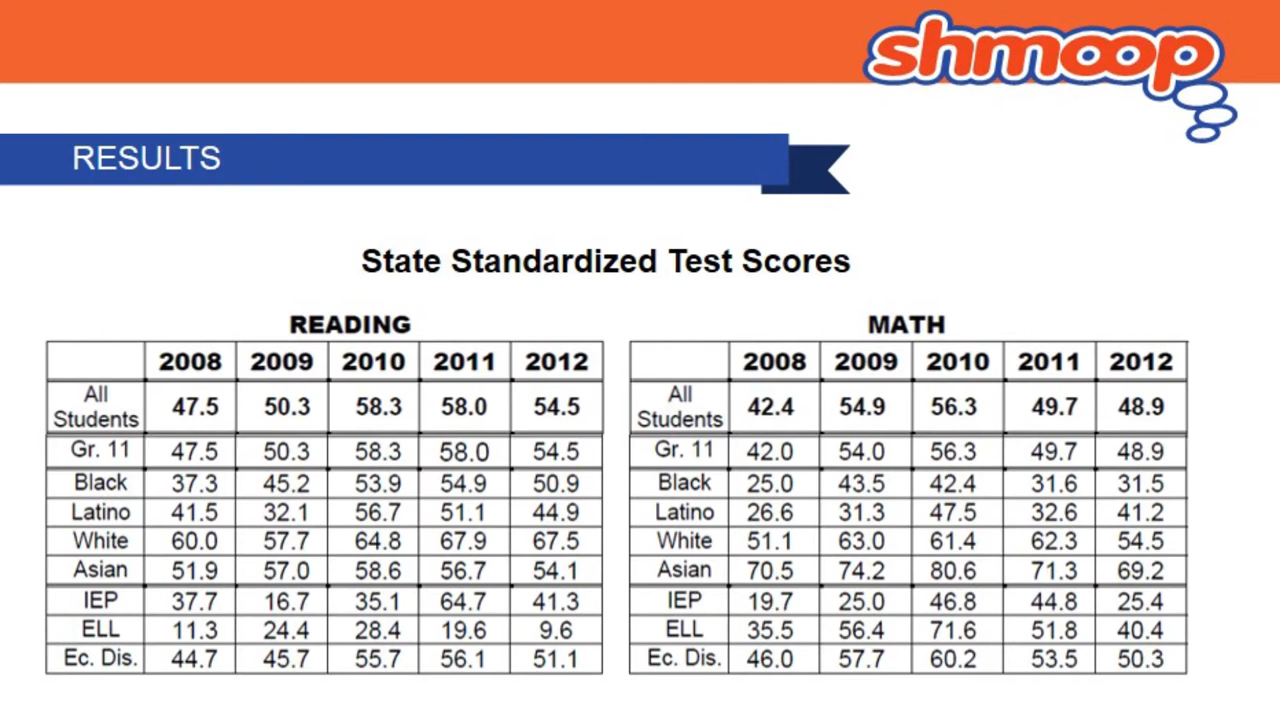 shmoop
RESULTS
State Standardized Test Scores
READING
2008 2009 2010 2011 2012
All Students 47.5 50.3 58.3 58.0 54.5
Gr. 11 47.5 50.3 58.3 58.0 54.5
Black 37.3 45.2 53.9 54.9 50.9
Latino 41.5 32.1 56.7 51.1 44.9
White 60.0 57.7 64.8 67.9 67.5
Asian 51.9 57.0 58.6 56.7 54.1
IEP 37.7 16.7 35.1 64.7 41.3
ELL 11.3 24.4 28.4 19.6 9.6
Ec. Dis. 44.7 45.7 55.7 56.1 51.1
MATH
2008 2009 2010 2011 2012
All Students 42.4 54.9 56.3 49.7 48.9
Gr. 11 42.0 54.0 56.3 49.7 48.9
Black 25.0 43.5 42.4 31.6 31.5
Latino 26.6 31.3 47.5 32.6 41.2
White 51.1 63.0 61.4 62.3 54.5
Asian 70.5 74.2 80.6 71.3 69.2
IEP 19.7 25.0 46.8 44.8 25.4
ELL 35.5 56.4 71.6 51.8 40.4
Ec. Dis. 46.0 57.7 60.2 53.5 50.3